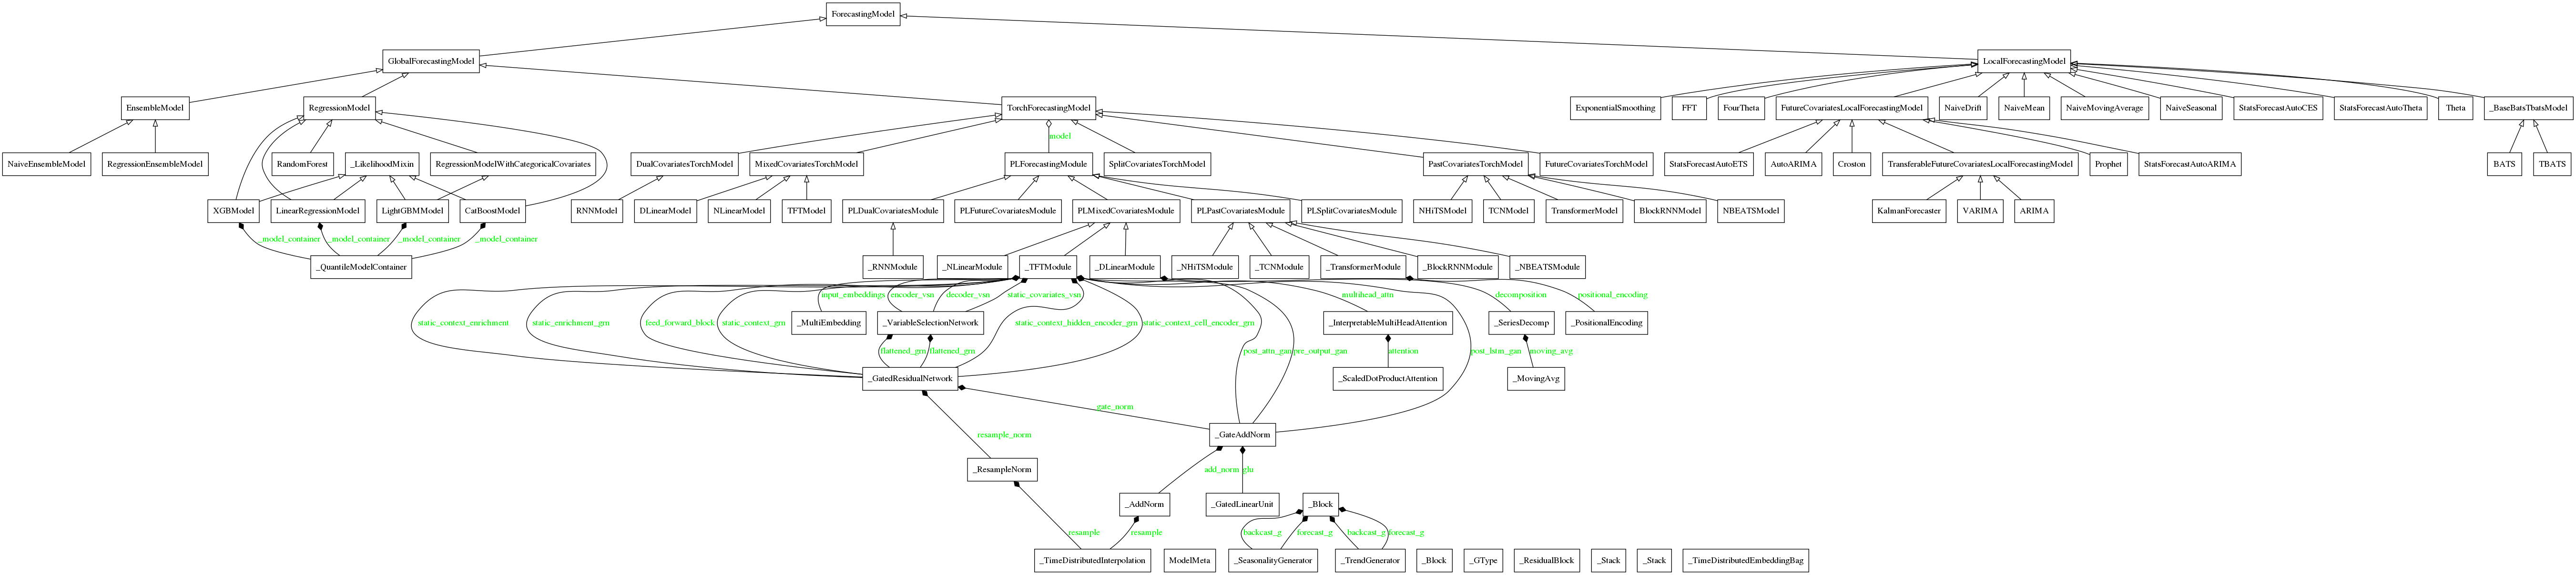 ForecastingModel
GlobalForecastingModel
LocalForecastingModel
EnsembleModel
RegressionModel
TorchForecastingModel
ExponentialSmoothing
FFT
FourTheta
FutureCovariatesLocalForecastingModel
NaiveDrift
NaiveMean
NaiveMovingAverage
NaiveSeasonal
StatsForecastAutoCES
StatsForecastAutoTheta
Theta
_BaseBatsTbatsModel
model
NaiveEnsembleModel
RegressionEnsembleModel
RandomForest
_LikelihoodMixin
RegressionModelWithCategoricalCovariates
DualCovariatesTorchModel
MixedCovariatesTorchModel
PLForecastingModule
SplitCovariatesTorchModel
PastCovariatesTorchModel
FutureCovariatesTorchModel
StatsForecastAutoETS
AutoARIMA
Croston
TransferableFutureCovariatesLocalForecastingModel
Prophet
StatsForecastAutoARIMA
BATS
TBATS
XGBModel
LinearRegressionModel
LightGBMModel
CatBoostModel
RNNModel
DLinearModel
NLinearModel
TFTModel
PLDualCovariatesModule
PLFutureCovariatesModule
PLMixedCovariatesModule
PLPastCovariatesModule
PLSplitCovariatesModule
NHiTSModel
TCNModel
TransformerModel
BlockRNNModel
NBEATSModel
KalmanForecaster
VARIMA
ARIMA
_model_container
_model_container
_model_container
_model_container
_QuantileModelContainer
_RNNModule
_NLinearModule
_TFTModule
_DLinearModule
_NHiTSModule
_TCNModule
_TransformerModule
_BlockRNNModule
_NBEATSModule
input_embeddings
encoder_vsn
decoder_vsn
static_covariates_vsn
multihead_attn
decomposition
positional_encoding
static_context_enrichment
static_enrichment_grn
feed_forward_block
static_context_grn
_MultiEmbedding
_VariableSelectionNetwork
static_context_hidden_encoder_grn
static_context_cell_encoder_grn
_InterpretableMultiHeadAttention
_SeriesDecomp
_PositionalEncoding
flattened_grn
flattened_grn
post_attn_gan
pre_output_gan
attention
post_lstm_gan
moving_avg
_GatedResidualNetwork
_ScaledDotProductAttention
_MovingAvg
gate_norm
resample_norm
_GateAddNorm
_ResampleNorm
add_norm
glu
_AddNorm
_GatedLinearUnit
_Block
resample
resample
backcast_g
forecast_g
backcast_g
forecast_g
_TimeDistributedInterpolation
ModelMeta
_SeasonalityGenerator
_TrendGenerator
_Block
_GType
_ResidualBlock
_Stack
_Stack
_TimeDistributedEmbeddingBag